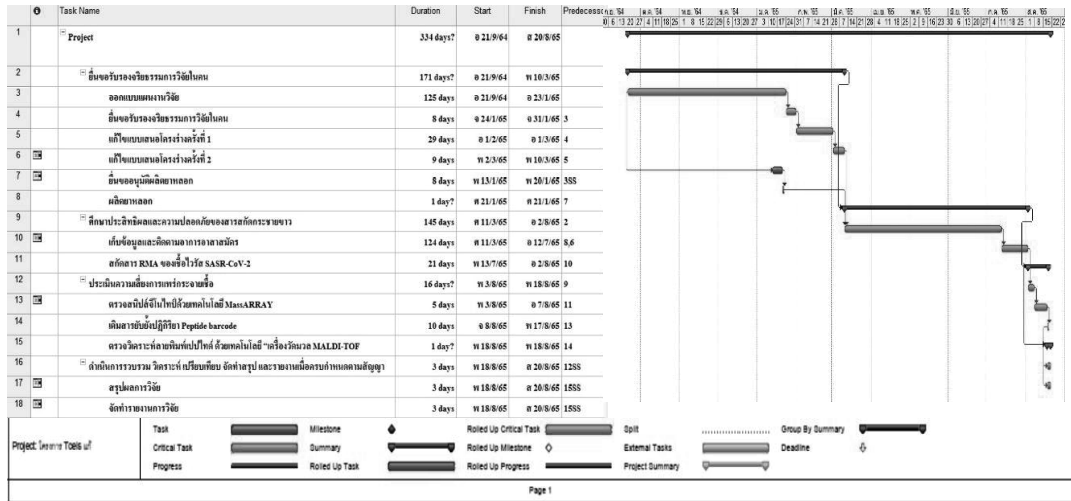 Task Name Duration Start Finish Predecesso
ก.ย. '65 ต.ค. '65
1 Project 334 days? อ 21/9/64 ส 20/8/65
2 ยื่นขอรับรองจริยธรรมการวิจัยในคน 171 days? อ 21/9/64 พ 10/3/65
3 ออกแบบแผนงานวิจัย 125 days อ 21/9/64 อ 23/1/65
4 ยื่นขอรับรองจริยธรรมการวิจัยในคน 8 days จ 24/1/65 จ 31/1/65 3
5 แก้ไขแบบเสนอโครงร่างครั้งที่ 1 29 days อ 1/2/65 อ 1/3/65 4
6 แก้ไขแบบเสนอโครงร่างครั้งที่ 2 9 days พ 2/3/65 พ 10/3/65 5
7 ยื่นขออนุมัติผลิตยาหลอก 8 days พ 13/1/65 พ 20/1/65 3SS
8 ผลิตยาหลอก 1 day? ศ 21/1/65 ศ 21/1/65 7
9 ศึกษาประสิทธิผลและความปลอดภัยของสารสกัดกระชายขาว 145 days ศ 11/3/65 อ 2/8/65 2
10 เก็บข้อมูลและติดตามอาการอาสาสมัคร 124 days ศ 11/3/65 อ 12/7/65 8,6
11 สกัดสาร RMA ของเชื้อไวรัส SASR-CoV-2 21 days พ 13/7/65 อ 2/8/65 10
12 ประเมินความเสี่ยงการแพร่กระจายเชื้อ 16 days? พ 3/8/65 พ 18/8/65 9
13 ตรวจสนิปส์จีโนไทป์ด้วยเทคโนโลยี MassARRAY 5 days พ 3/8/65 อ 7/8/65 11
14 เติมสารยับยั้งปฏิกิริยา Peptide barcode 10 days จ 8/8/65 พ 17/8/65 13
15 ตรวจวิเคราะห์ลายพิมพ์เปปไทด์ ด้วยเทคโนโลยี "เครื่องวัดมวล MALDI-TOF 1 day? พ 18/8/65 พ 18/8/65 14
16 ดำเนินการรวบรวม วิเคราะห์ เปรียบเทียบ จัดทำสรุป และรายงานเมื่อครบกำหนดตามสัญญา 3 days พ 18/8/65 ส 20/8/65 12SS
17 สรุปผลการวิจัย 3 days พ 18/8/65 ส 20/8/65 15SS
18 จัดทำรายงานการวิจัย 3 days พ 18/8/65 ส 20/8/65 15SS
Task Milestone Rolled Up Critical Task Split Group By Summary
Project: Toels แก้ Critical Task Summary Rolled Up Milestone External Tasks Deadline
Progress Rolled Up Task Rolled Up Progress Project Summary
Page 1